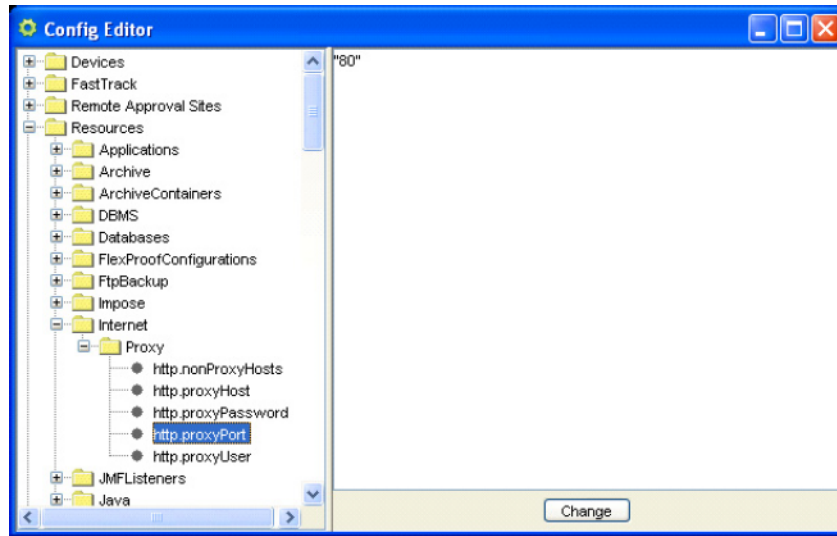 Config Editor
Devices
FastTrack
Remote Approval Sites
Resources
Applications
Archive
ArchiveContainers
DBMS
Databases
FlexProofConfigurations
FtpBackup
Impose
Internet
Proxy
http.nonProxyHosts
http.proxyHost
http.proxyPassword
http.proxyPort
http.proxyUser
JMFListeners
Java
"80"
Change